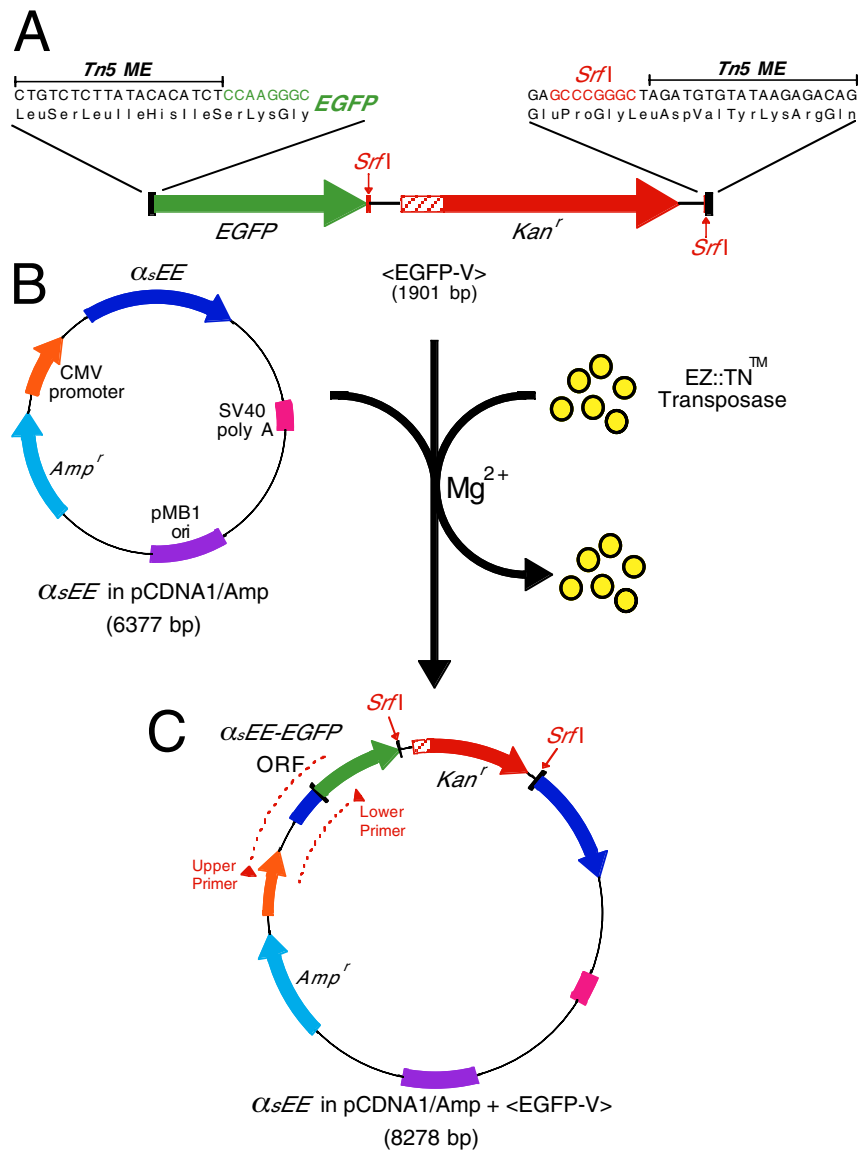 A
Tn5 ME
CTGTCTCTTATACACATCTCCAAGGGC
LeuSerLeuIleHisIleSerLysGly
EGFP
SrfI
Tn5 ME
GAGCCCGGGCTAGATGTGTATAAGAGACAG
GluProGlyLeuAspValTyrLysArgGln
SrfI
EGFP
Kanʳ
SrfI
<EGFP-V>
(1901 bp)
B
αsEE
CMV
promoter
SV40
poly A
Ampʳ
pMB1
ori
αsEE in pCDNA1/Amp
(6377 bp)
EZ::TN™
Transposase
Mg²⁺
C
αsEE-EGFP
ORF
SrfI
SrfI
Kanʳ
Lower
Primer
Upper
Primer
Ampʳ
αsEE in pCDNA1/Amp + <EGFP-V>
(8278 bp)